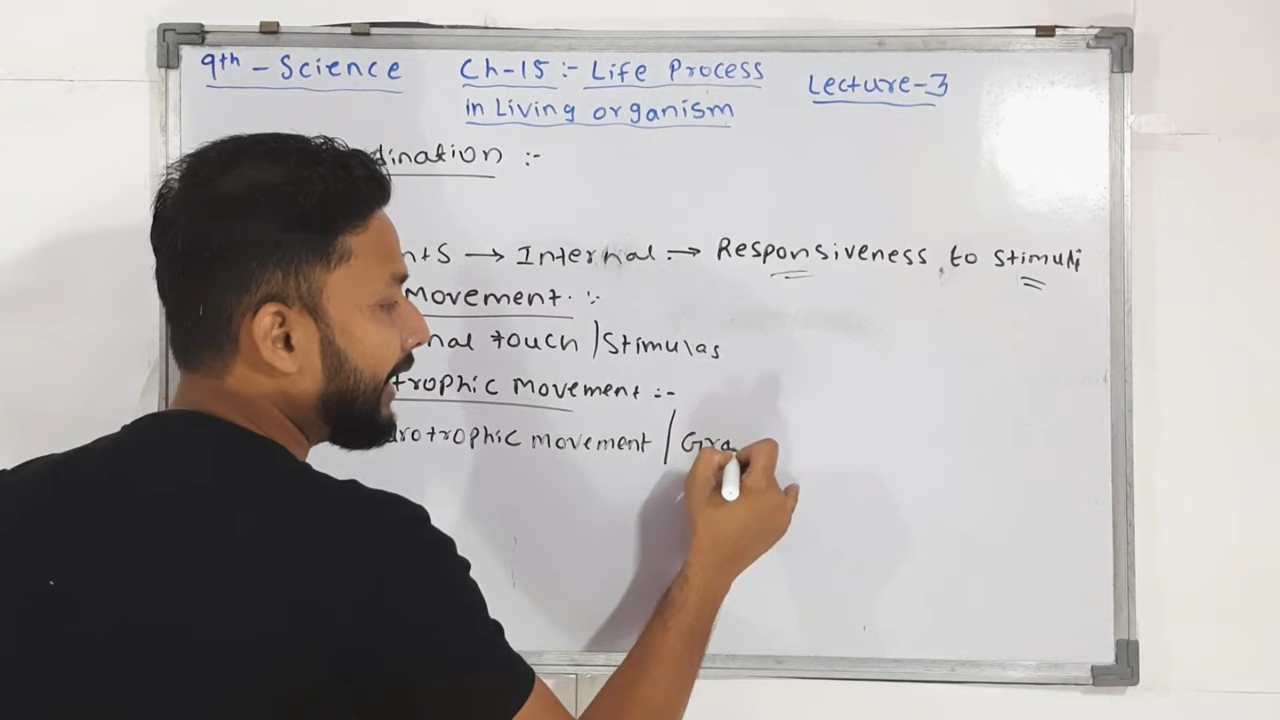 9th - Science Ch-15 :- Life Process Lecture-3
in Living organism
dination :-
nts → Internal → Responsiveness to stimuli
Movement :-
nal touch / Stimulas
trophic movement :-
drotrophic movement / Gra